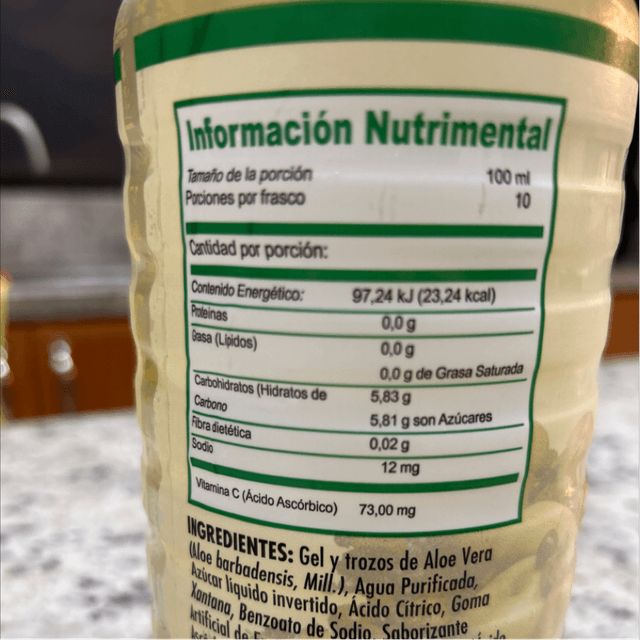 Información Nutrimental
Tamaño de la porción 100 ml
Porciones por frasco 10
Cantidad por porción:
Contenido Energético: 97,24 kJ (23,24 kcal)
Proteinas 0,0 g
Grasa (Lípidos) 0,0 g
0,0 g de Grasa Saturada
Carbohidratos (Hidratos de 5,83 g
Carbono 5,81 g son Azúcares
Fibra dietética 0,02 g
Sodio 12 mg
Vitamina C (Ácido Ascórbico) 73,00 mg
INGREDIENTES: Gel y trozos de Aloe Vera
(Aloe barbadensis, Mill.), Agua Purificada,
Azúcar líquido invertido, Ácido Cítrico, Goma
Xantana, Benzoato de Sodio, Saborizante
Artificial de